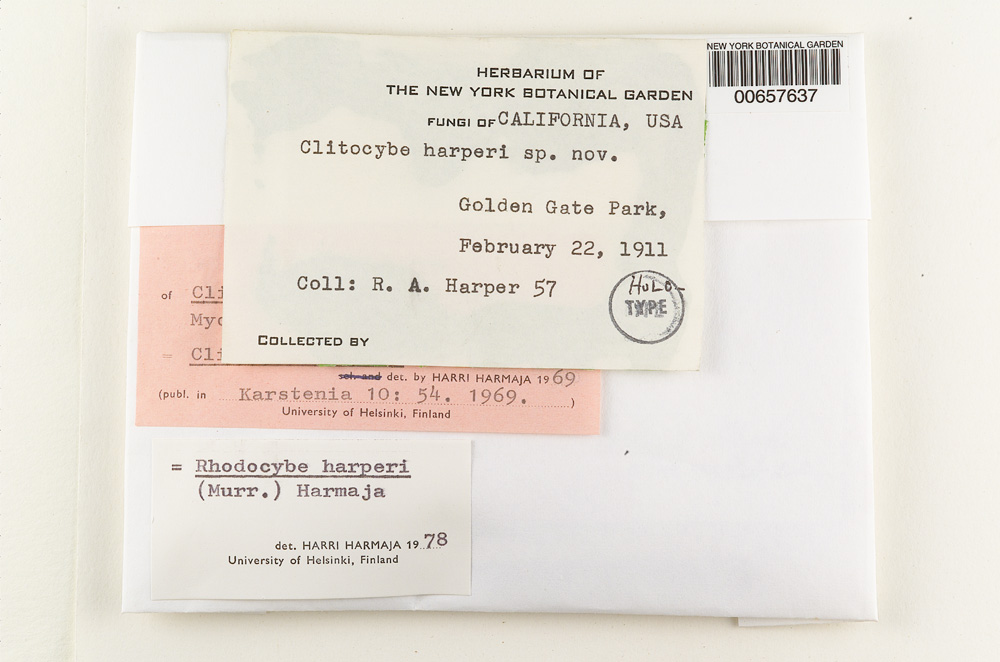 NEW YORK BOTANICAL GARDEN
00657637
HERBARIUM OF
THE NEW YORK BOTANICAL GARDEN
FUNGI OF CALIFORNIA, USA
Clitocybe harperi sp. nov.
Golden Gate Park,
February 22, 1911
Coll: R. A. Harper 57
HOLO-
TYPE
COLLECTED BY
of Cli
Myc
= Cli
det. by HARRI HARMAJA 1969
(publ. in Karstenia 10: 54. 1969. )
University of Helsinki, Finland
= Rhodocybe harperi
(Murr.) Harmaja
det. HARRI HARMAJA 1978
University of Helsinki, Finland